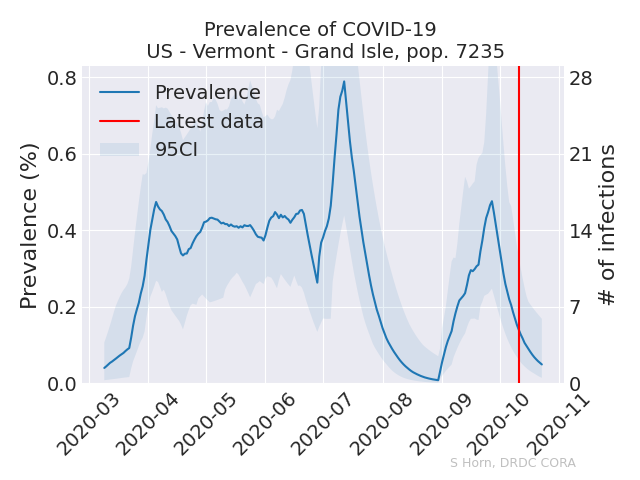 Prevalence of COVID-19
US - Vermont - Grand Isle, pop. 7235
Prevalence
Latest data
95CI
Prevalence (%)
0.8
0.6
0.4
0.2
0.0
28
21
14
7
0
# of infections
2020-03
2020-04
2020-05
2020-06
2020-07
2020-08
2020-09
2020-10
2020-11
S Horn, DRDC CORA